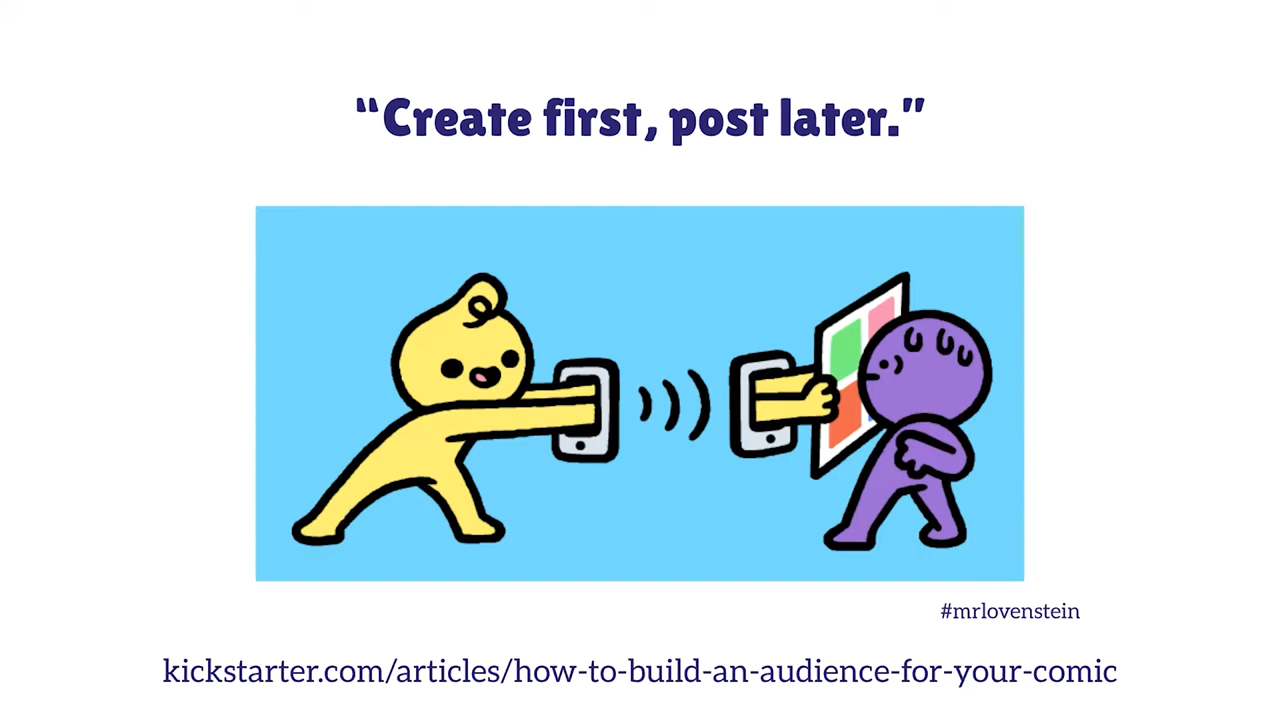 “Create first, post later.”
#mrlovenstein
kickstarter.com/articles/how-to-build-an-audience-for-your-comic